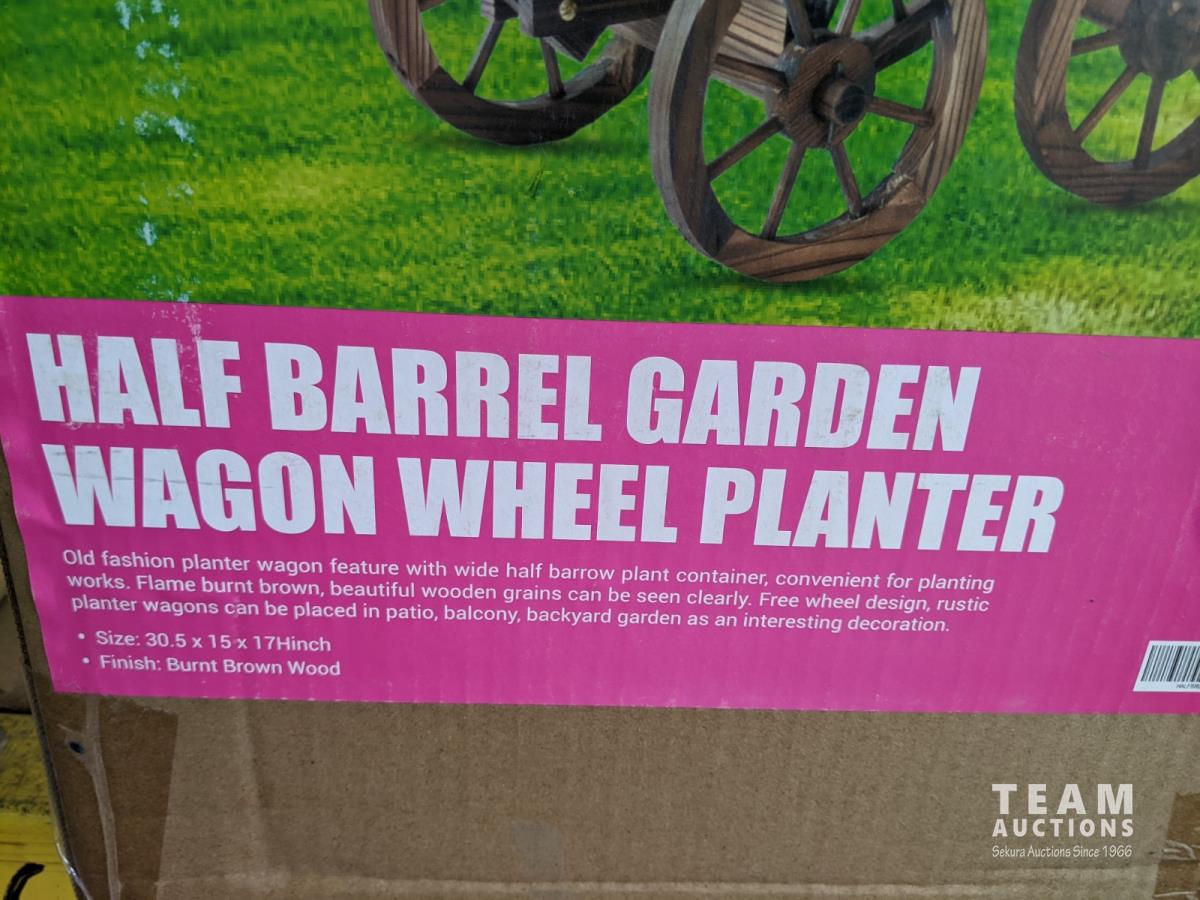 HALF BARREL GARDEN
WAGON WHEEL PLANTER
Old fashion planter wagon feature with wide half barrow plant container, convenient for planting
works. Flame burnt brown, beautiful wooden grains can be seen clearly. Free wheel design, rustic
planter wagons can be placed in patio, balcony, backyard garden as an interesting decoration.
• Size: 30.5 x 15 x 17Hinch
• Finish: Burnt Brown Wood
TEAM
AUCTIONS
Sekura Auctions Since 1966